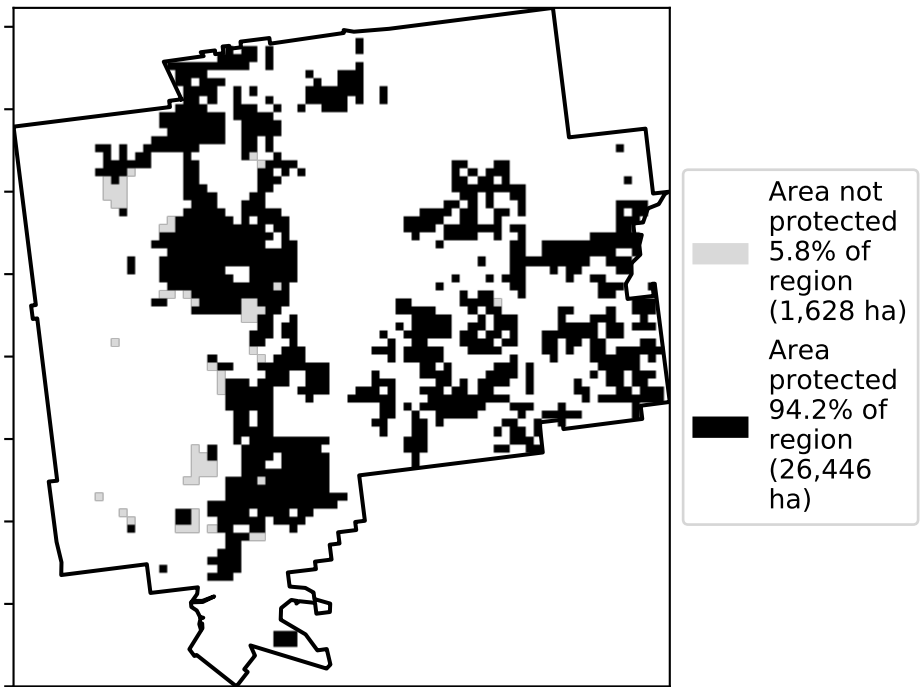 Area not
protected
5.8% of
region
(1,628 ha)
Area
protected
94.2% of
region
(26,446
ha)